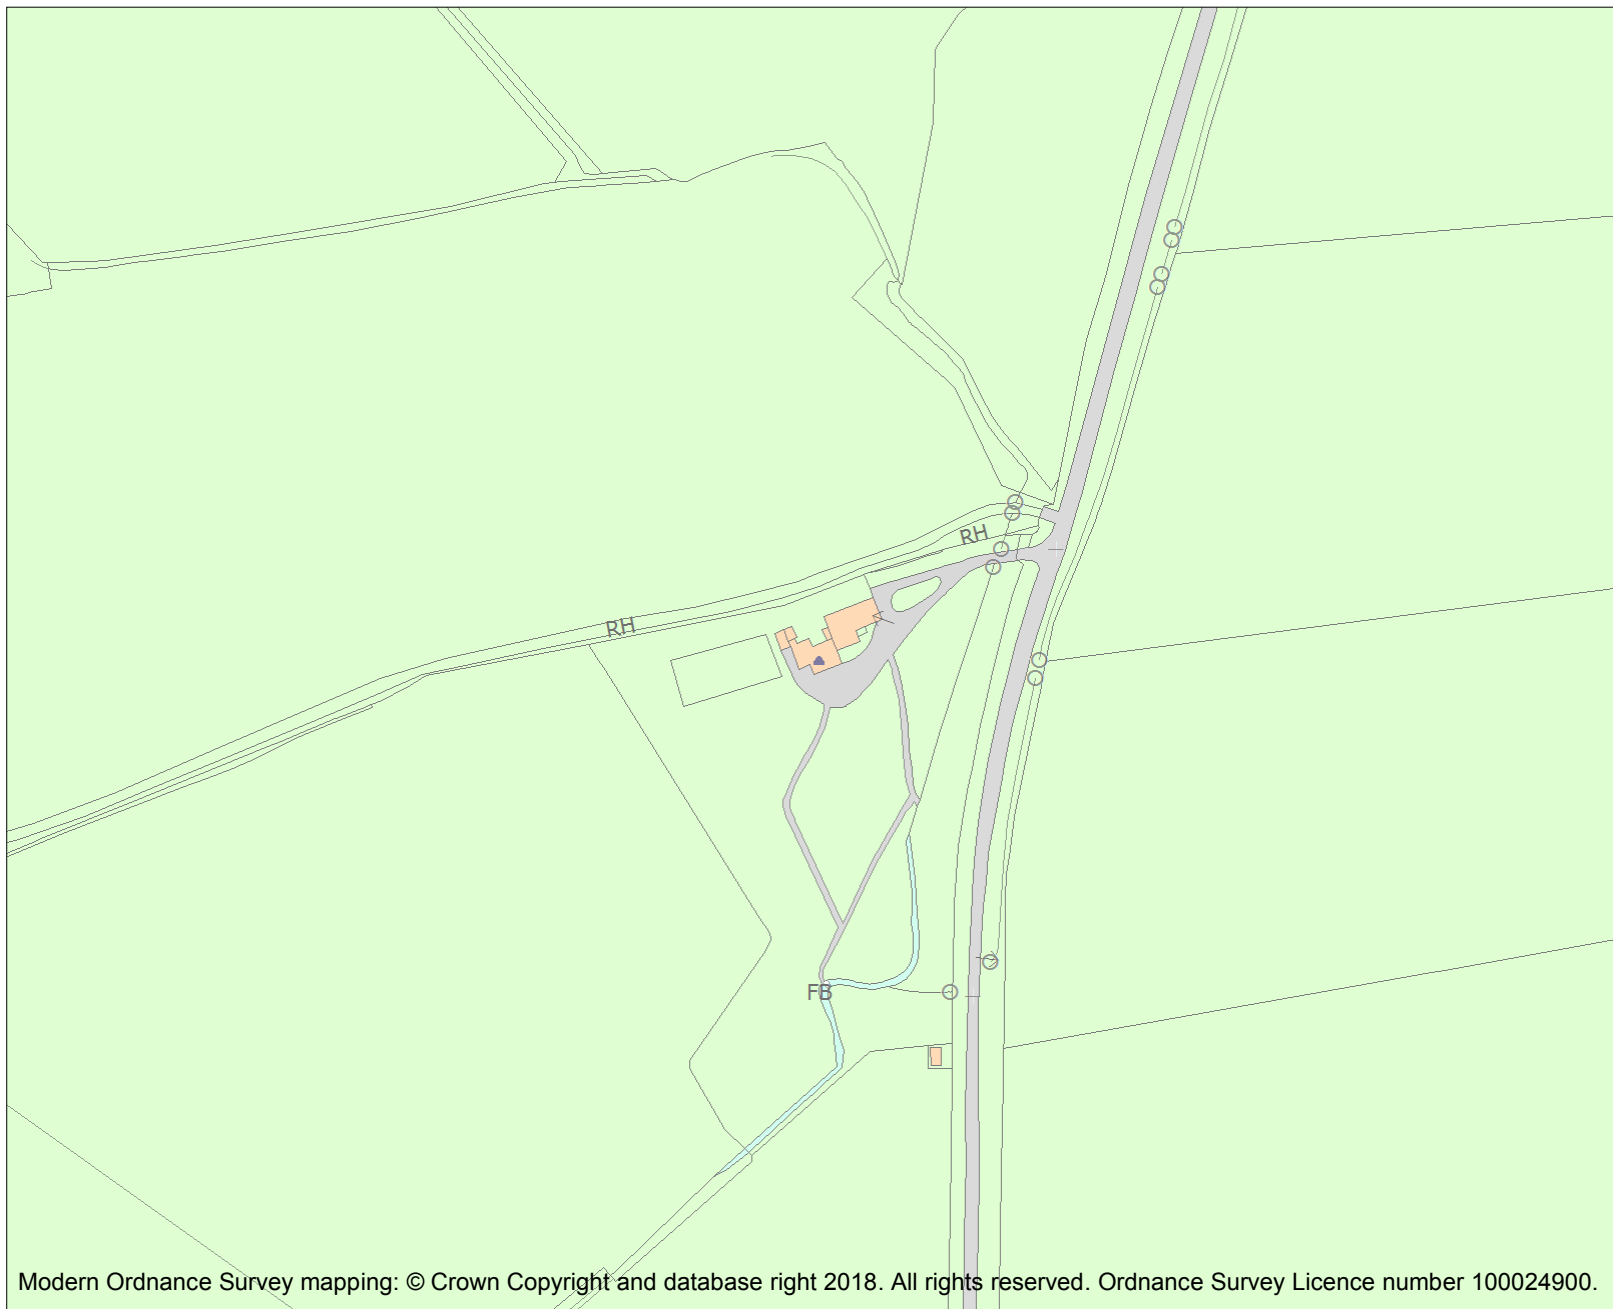 RH
RH
FB
Modern Ordnance Survey mapping: © Crown Copyright and database right 2018. All rights reserved. Ordnance Survey Licence number 100024900.